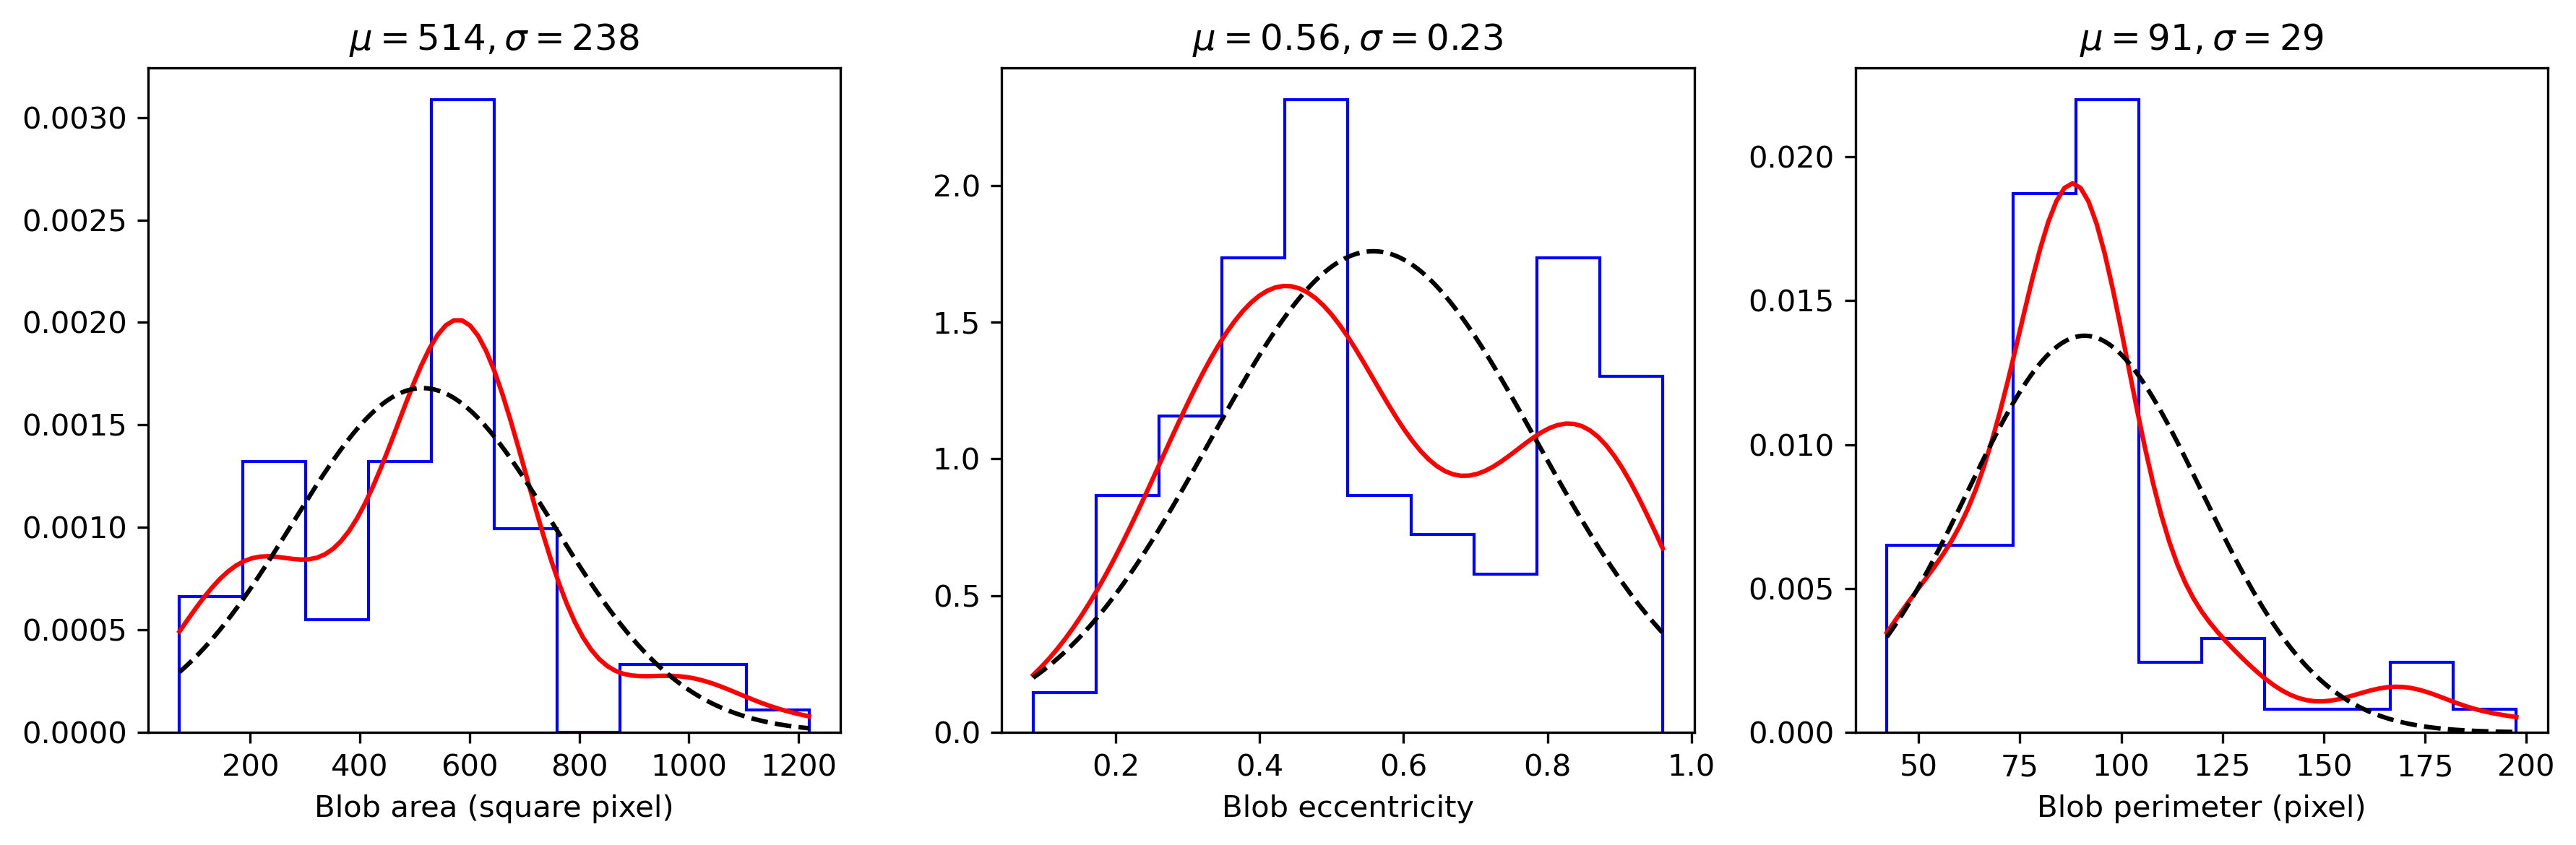 μ = 514, σ = 238
0.0030
0.0025
0.0020
0.0015
0.0010
0.0005
0.0000
200 400 600 800 1000 1200
Blob area (square pixel)
μ = 0.56, σ = 0.23
2.0
1.5
1.0
0.5
0.0
0.2 0.4 0.6 0.8 1.0
Blob eccentricity
μ = 91, σ = 29
0.020
0.015
0.010
0.005
0.000
50 75 100 125 150 175 200
Blob perimeter (pixel)